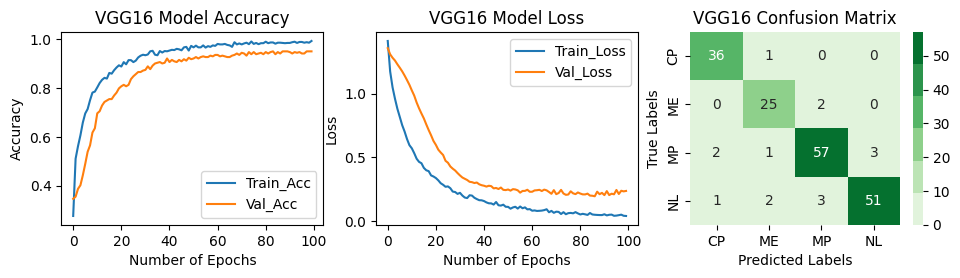 VGG16 Model Accuracy
1.0
0.8
0.6
0.4
Accuracy
0 20 40 60 80 100
Number of Epochs
Train_Acc
Val_Acc
VGG16 Model Loss
1.0
0.5
0.0
Loss
0 20 40 60 80 100
Number of Epochs
Train_Loss
Val_Loss
VGG16 Confusion Matrix
True Labels
CP 36 1 0 0
ME 0 25 2 0
MP 2 1 57 3
NL 1 2 3 51
CP ME MP NL
Predicted Labels
50
40
30
20
10
0